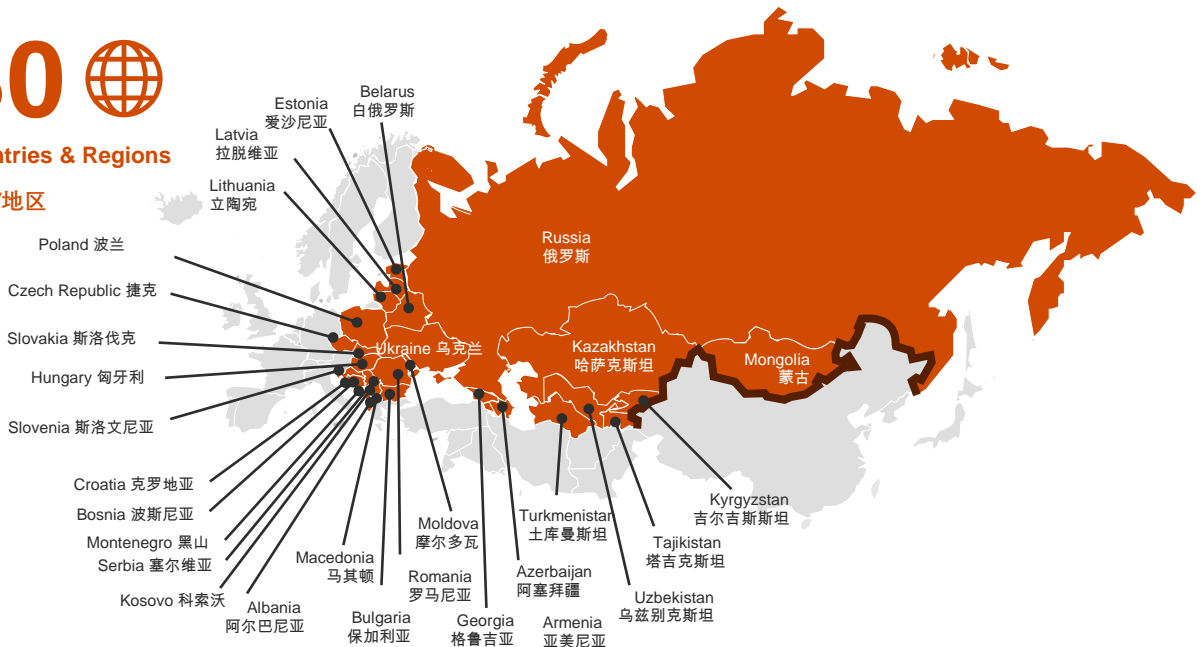 0
ntries & Regions
地区
Belarus
白俄罗斯
Estonia
爱沙尼亚
Latvia
拉脱维亚
Lithuania
立陶宛
Poland 波兰
Czech Republic 捷克
Slovakia 斯洛伐克
Hungary 匈牙利
Slovenia 斯洛文尼亚
Croatia 克罗地亚
Bosnia 波斯尼亚
Montenegro 黑山
Serbia 塞尔维亚
Kosovo 科索沃
Albania
阿尔巴尼亚
Macedonia
马其顿
Bulgaria
保加利亚
Romania
罗马尼亚
Moldova
摩尔多瓦
Georgia
格鲁吉亚
Azerbaijan
阿塞拜疆
Armenia
亚美尼亚
Turkmenistan
土库曼斯坦
Uzbekistan
乌兹别克斯坦
Tajikistan
塔吉克斯坦
Kyrgyzstan
吉尔吉斯斯坦
Russia
俄罗斯
Ukraine 乌克兰
Kazakhstan
哈萨克斯坦
Mongolia
蒙古